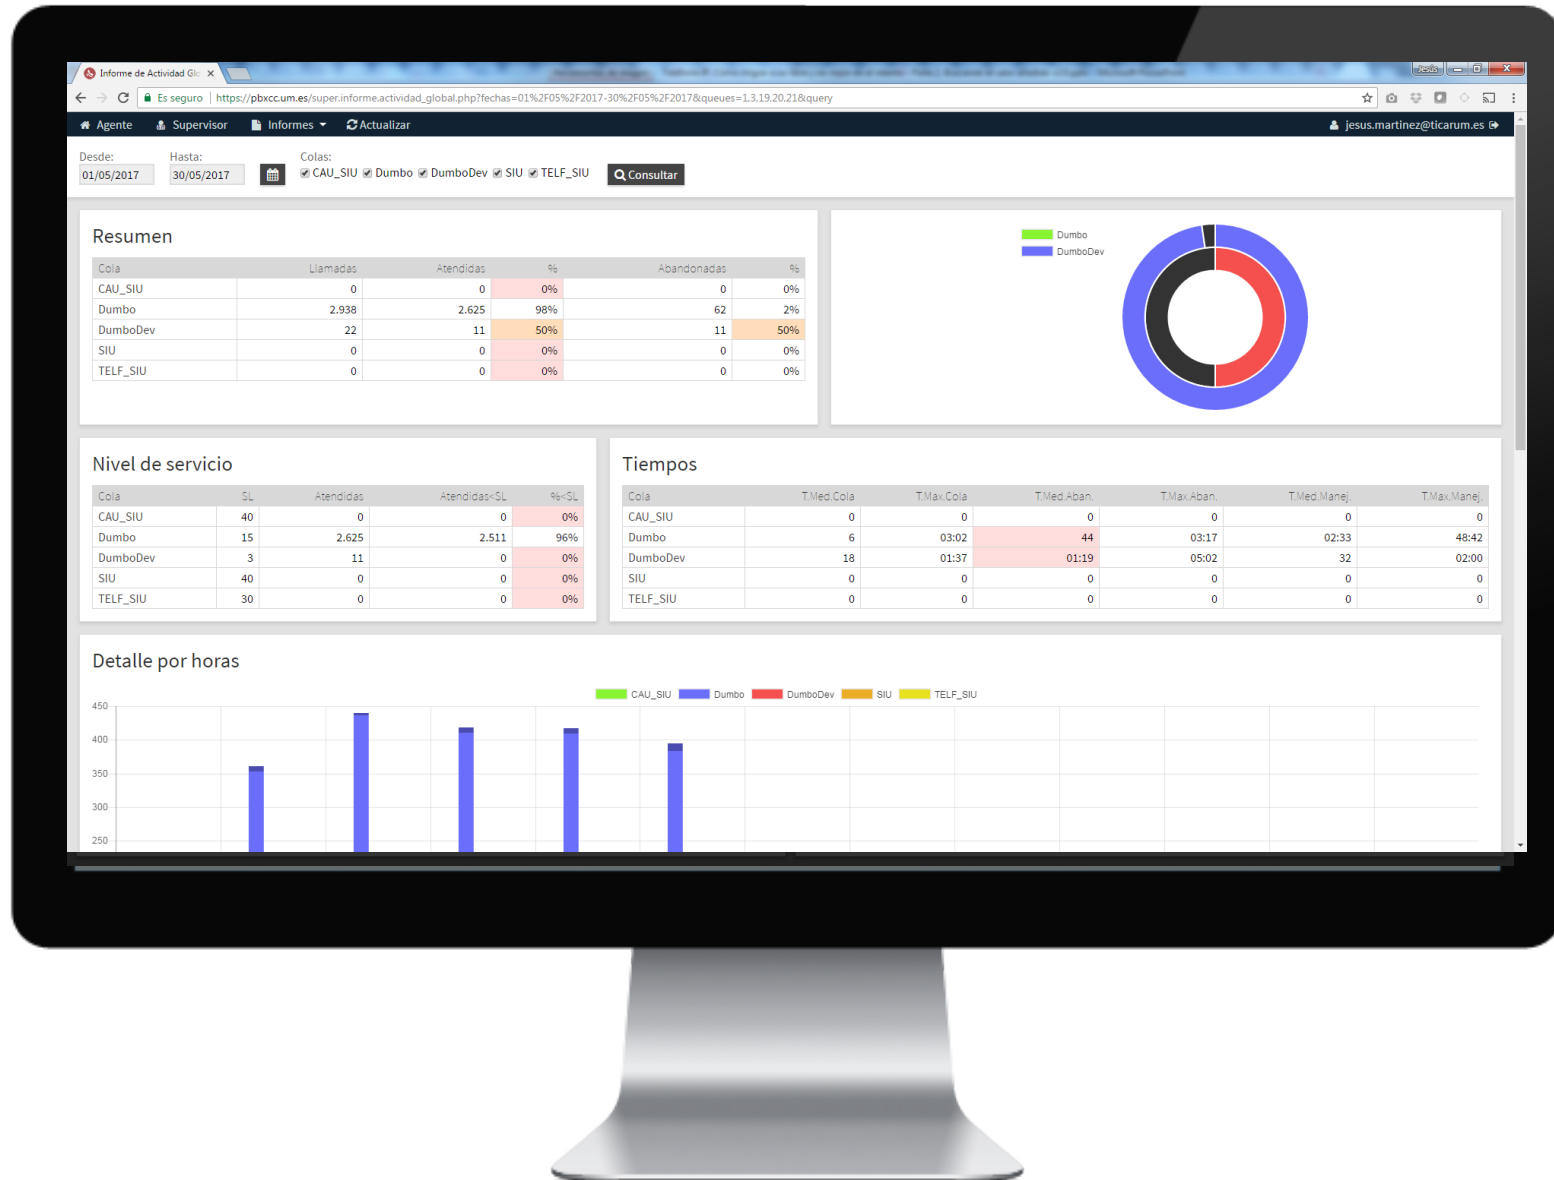 Informe de Actividad Glo
Jesús
Es seguro | https://pbxcc.um.es/super.informe.actividad_global.php?fechas=01%2F05%2F2017-30%2F05%2F2017&queues=1,3,19,20,21&query
Agente Supervisor Informes Actualizar jesus.martinez@ticarum.es
Desde: Hasta: Colas:
01/05/2017 30/05/2017 CAU_SIU Dumbo DumboDev SIU TELF_SIU Consultar
Resumen
Cola Llamadas Atendidas % Abandonadas %
CAU_SIU 0 0 0% 0 0%
Dumbo 2.938 2.625 98% 62 2%
DumboDev 22 11 50% 11 50%
SIU 0 0 0% 0 0%
TELF_SIU 0 0 0% 0 0%
Dumbo
DumboDev
Nivel de servicio
Cola SL Atendidas Atendidas<SL %<SL
CAU_SIU 40 0 0 0%
Dumbo 15 2.625 2.511 96%
DumboDev 3 11 0 0%
SIU 40 0 0 0%
TELF_SIU 30 0 0 0%
Tiempos
Cola T.Med.Cola T.Max.Cola T.Med.Aban. T.Max.Aban. T.Med.Manej. T.Max.Manej.
CAU_SIU 0 0 0 0 0 0
Dumbo 6 03:02 44 03:17 02:33 48:42
DumboDev 18 01:37 01:19 05:02 32 02:00
SIU 0 0 0 0 0 0
TELF_SIU 0 0 0 0 0 0
Detalle por horas
CAU_SIU Dumbo DumboDev SIU TELF_SIU
450
400
350
300
250